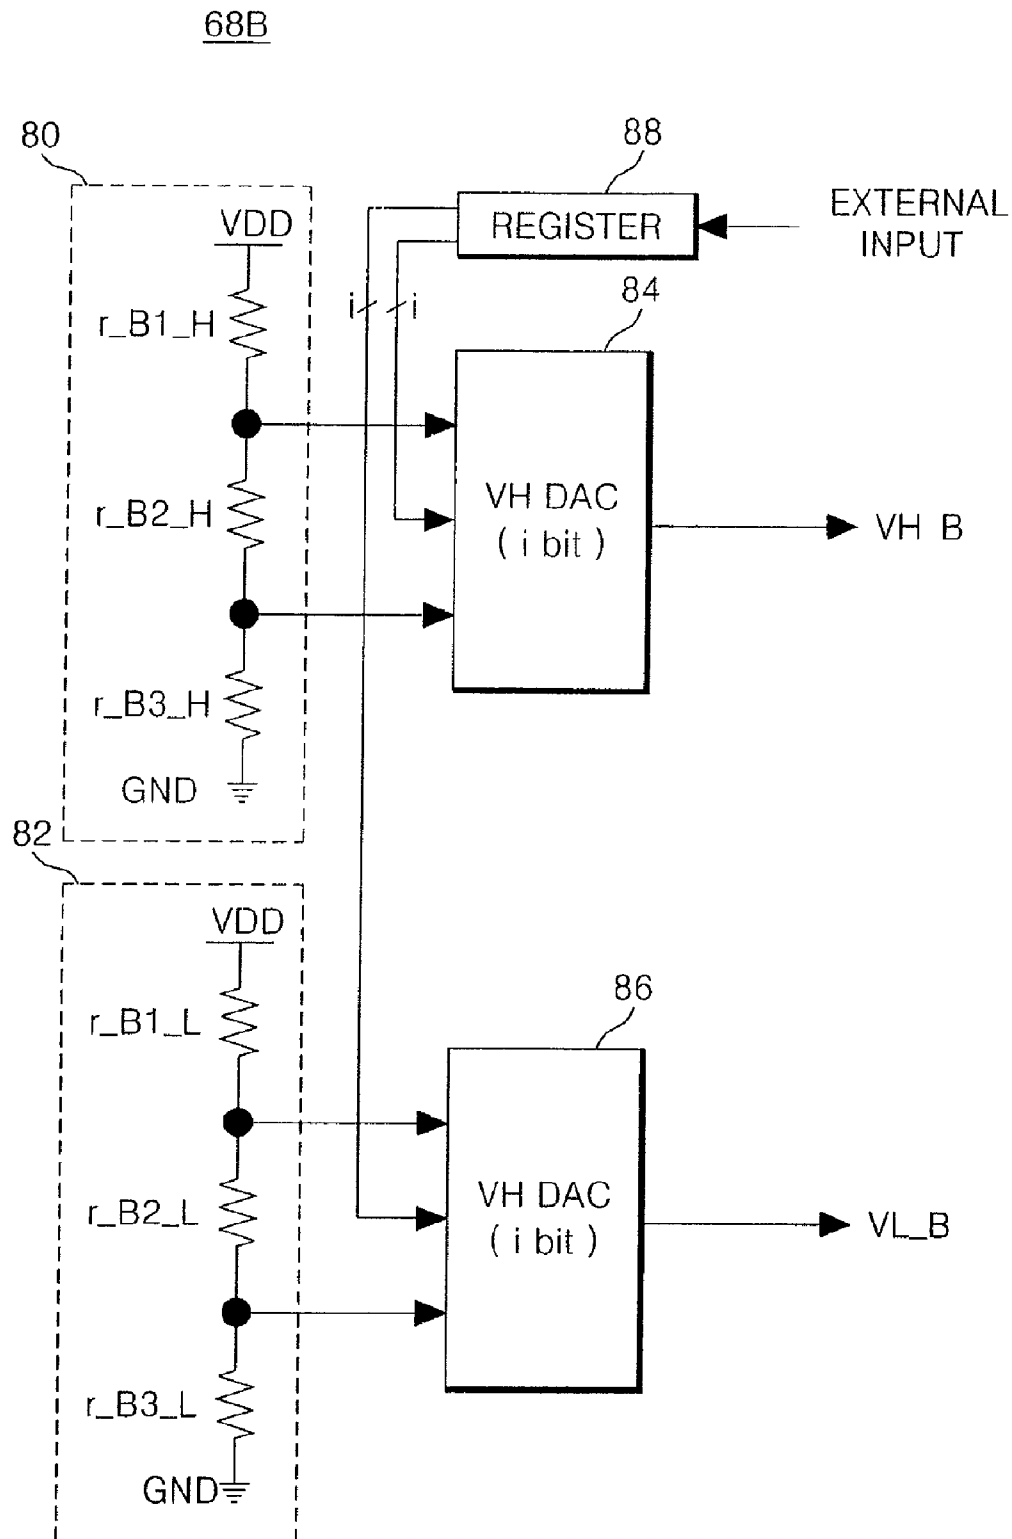 68B
80
88
VDD
REGISTER
EXTERNAL
INPUT
i
i
84
r_B1_H
VH DAC
( i bit )
VH B
r_B2_H
r_B3_H
GND
82
VDD
86
r_B1_L
VH DAC
( i bit )
VL_B
r_B2_L
r_B3_L
GND